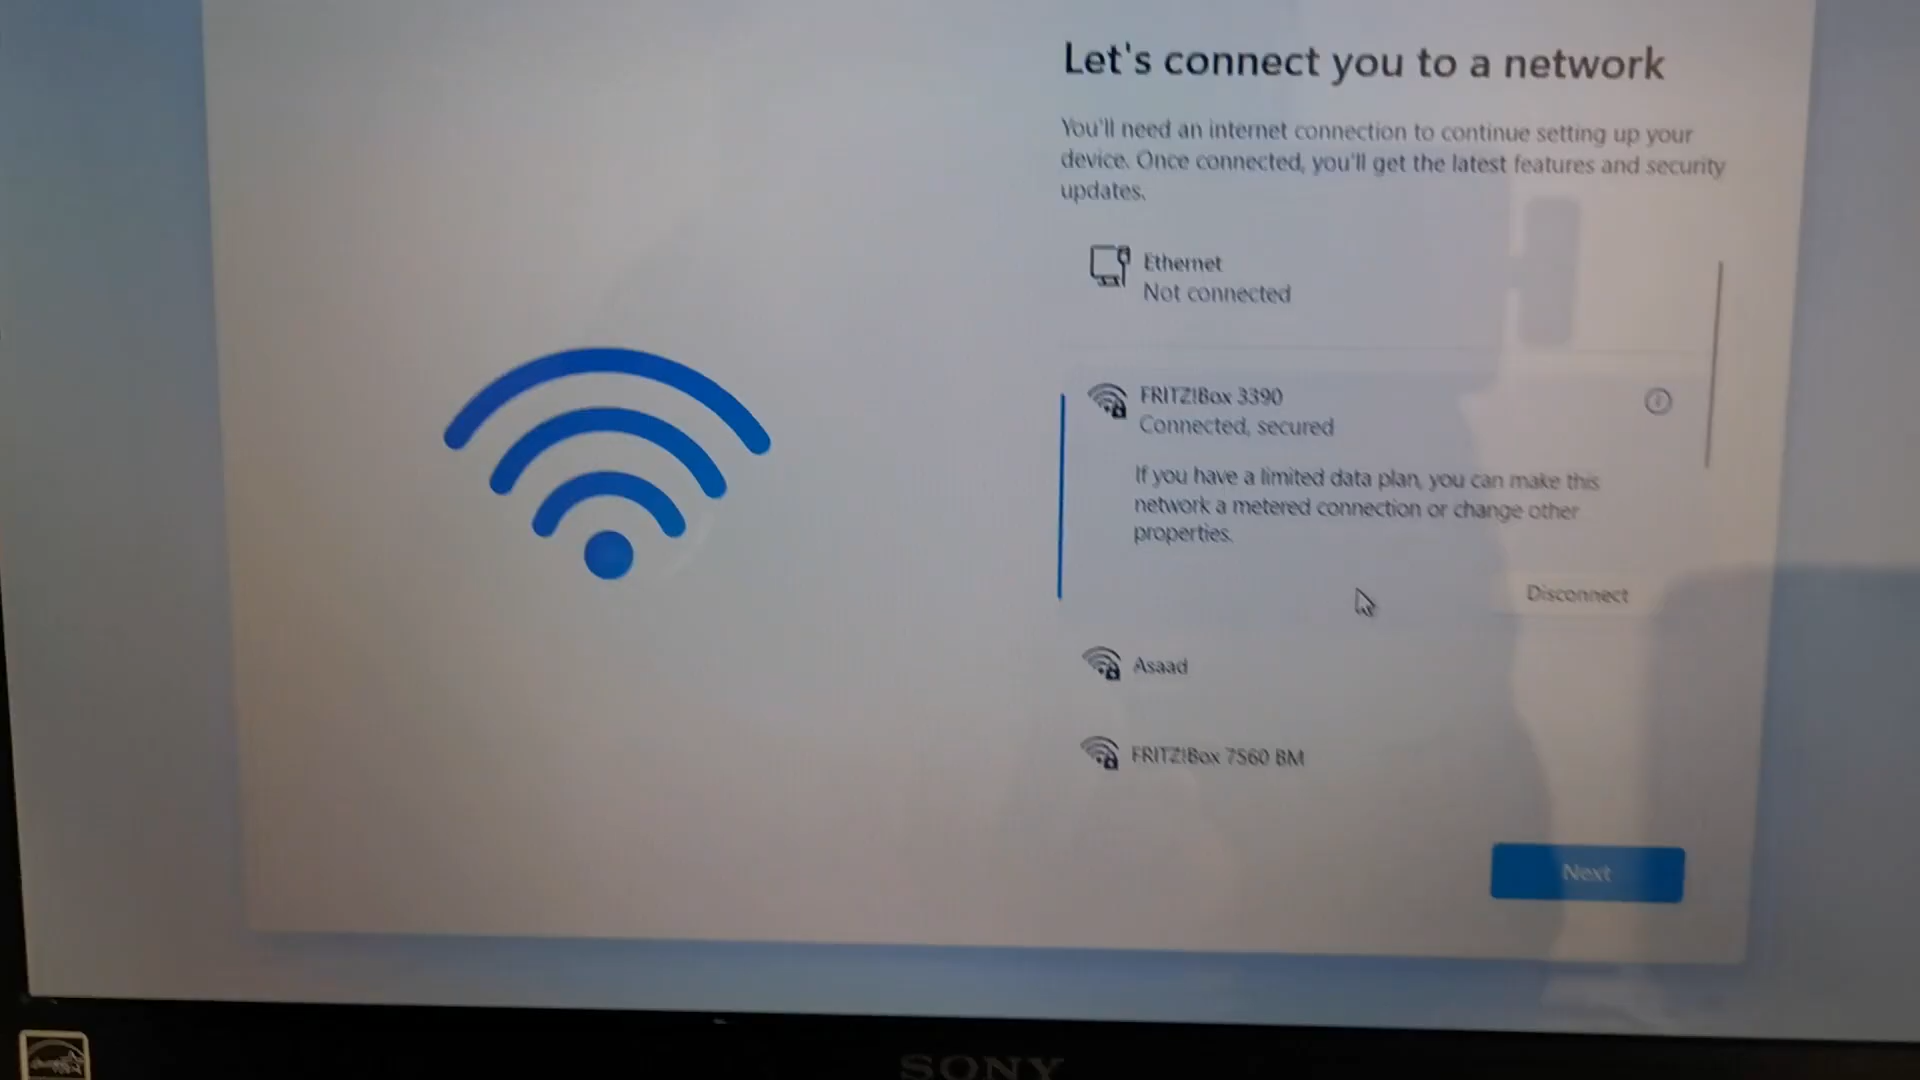 Let's connect you to a network
You'll need an internet connection to continue setting up your
device. Once connected, you'll get the latest features and security
updates.
Ethernet
Not connected
FRITZ!Box 3390
Connected, secured
If you have a limited data plan, you can make this
network a metered connection or change other
properties.
Disconnect
Asaad
FRITZ!Box 7560 BM
Next
SONY